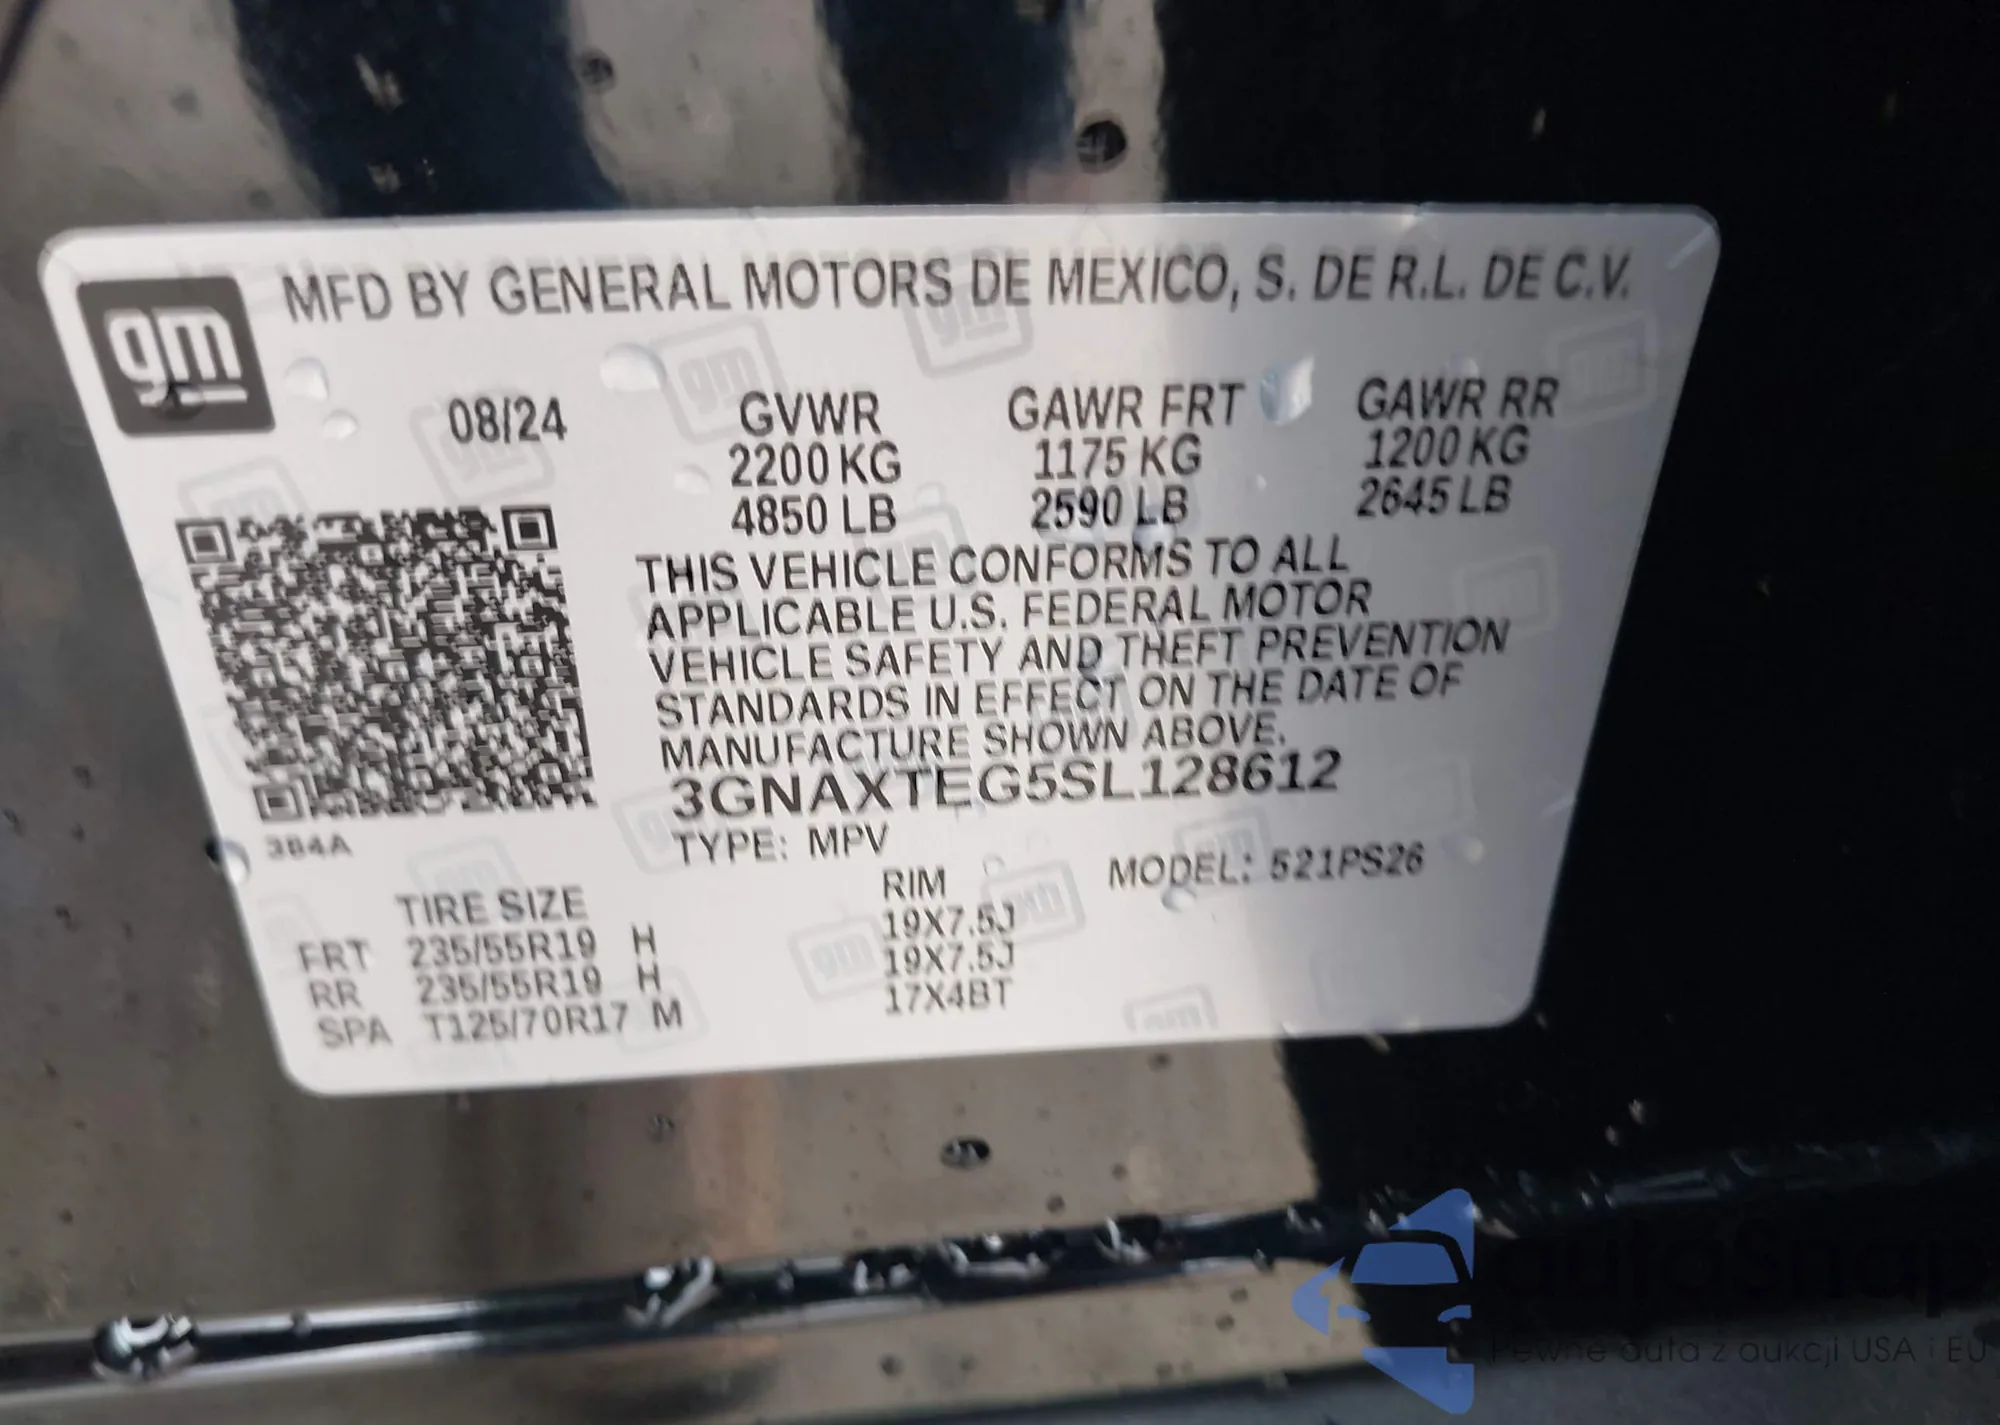 gm
MFD BY GENERAL MOTORS DE MEXICO, S. DE R.L. DE C.V.
08/24 GVWR GAWR FRT GAWR RR
2200 KG 1175 KG 1200 KG
4850 LB 2590 LB 2645 LB
THIS VEHICLE CONFORMS TO ALL
APPLICABLE U.S. FEDERAL MOTOR
VEHICLE SAFETY AND THEFT PREVENTION
STANDARDS IN EFFECT ON THE DATE OF
MANUFACTURE SHOWN ABOVE.
3GNAXTEG5SL128612
384A
TYPE: MPV MODEL: 521PS26
TIRE SIZE RIM
FRT 235/55R19 H 19X7.5J
RR 235/55R19 H 19X7.5J
SPA T125/70R17 M 17X4BT
Pewne auta z aukcji USA i EU